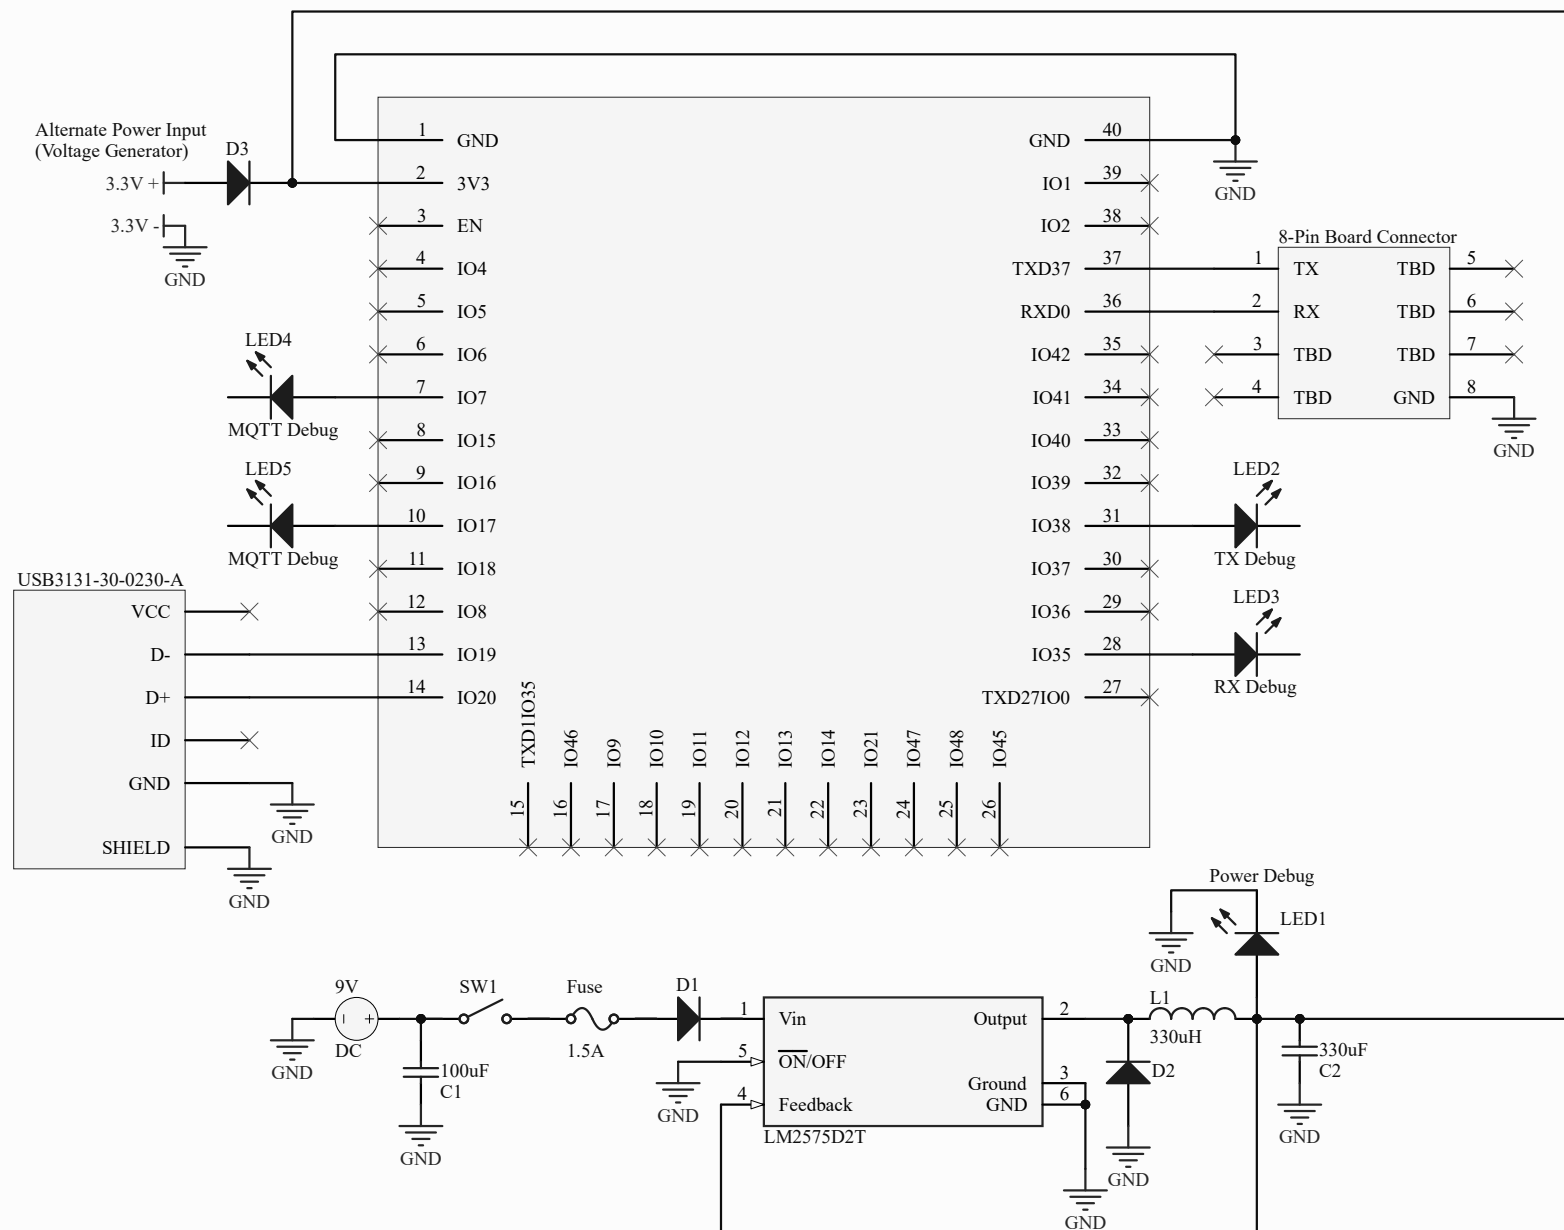 Alternate Power Input
(Voltage Generator)
D3
3.3V +
3.3V -
GND
1 GND
2 3V3
3 EN
4 IO4
5 IO5
6 IO6
7 IO7
8 IO15
9 IO16
10 IO17
11 IO18
12 IO8
13 IO19
14 IO20
GND 40
IO1 39
IO2 38
TXD37 37
RXD0 36
IO42 35
IO41 34
IO40 33
IO39 32
IO38 31
IO37 30
IO36 29
IO35 28
TXD27IO0 27
15 TXD1IO35
16 IO46
17 IO9
18 IO10
19 IO11
20 IO12
21 IO13
22 IO14
23 IO21
24 IO47
25 IO48
26 IO45
GND
8-Pin Board Connector
1 TX
2 RX
3 TBD
4 TBD
TBD 5
TBD 6
TBD 7
GND 8
GND
LED4
MQTT Debug
LED5
MQTT Debug
LED2
TX Debug
LED3
RX Debug
USB3131-30-0230-A
VCC
D-
D+
ID
GND
SHIELD
GND
GND
Power Debug
LED1
GND
9V
DC
GND
100uF
C1
GND
SW1
Fuse
1.5A
D1
1 Vin
5 ON/OFF
4 Feedback
Output 2
Ground 3
GND 6
LM2575D2T
GND
GND
L1
330uH
D2
GND
330uF
C2
GND